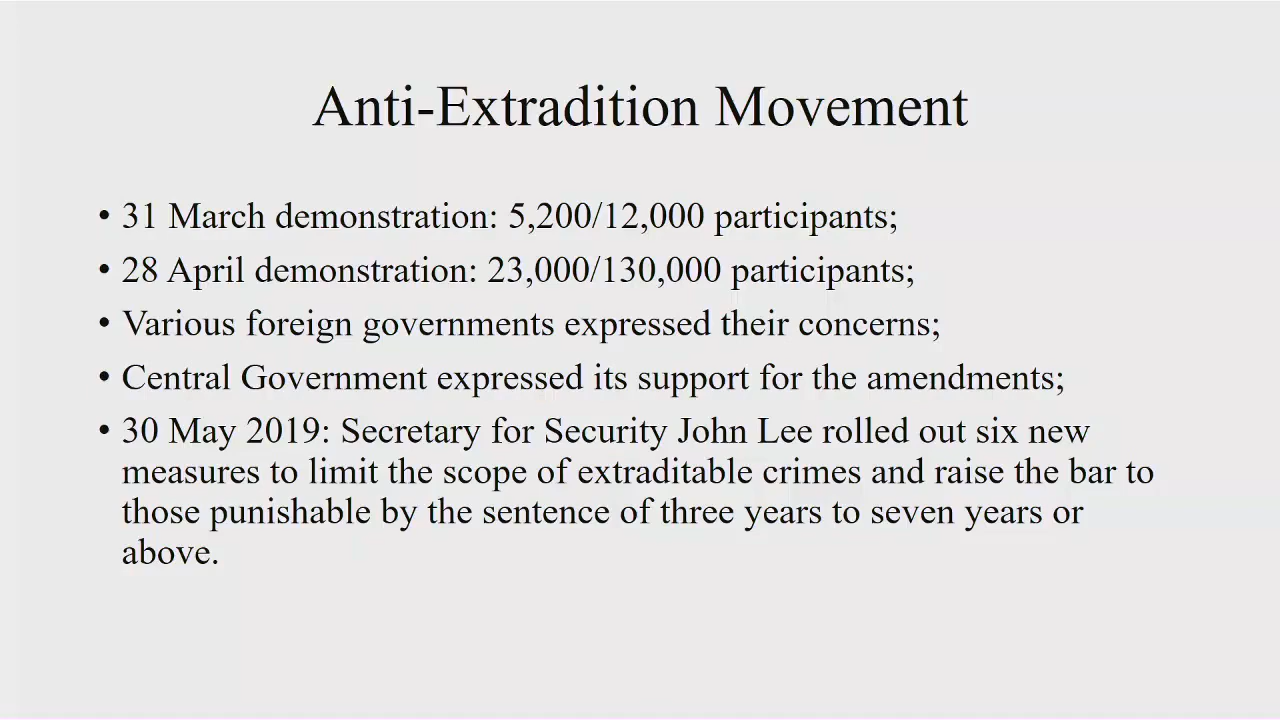 Anti-Extradition Movement
• 31 March demonstration: 5,200/12,000 participants;
• 28 April demonstration: 23,000/130,000 participants;
• Various foreign governments expressed their concerns;
• Central Government expressed its support for the amendments;
• 30 May 2019: Secretary for Security John Lee rolled out six new
measures to limit the scope of extraditable crimes and raise the bar to
those punishable by the sentence of three years to seven years or
above.